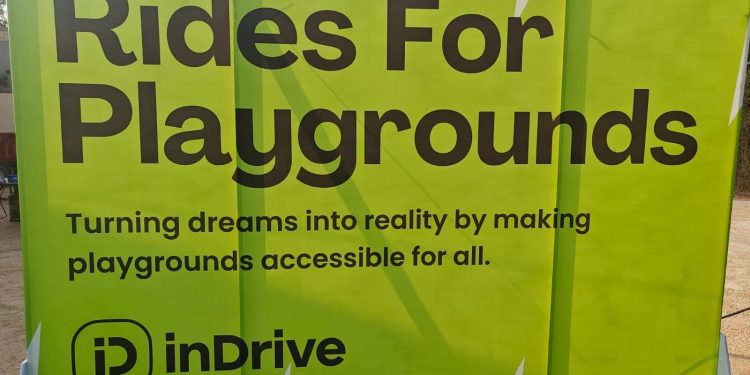 Rides For
Playgrounds
Turning dreams into reality by making
playgrounds accessible for all.
iD inDrive